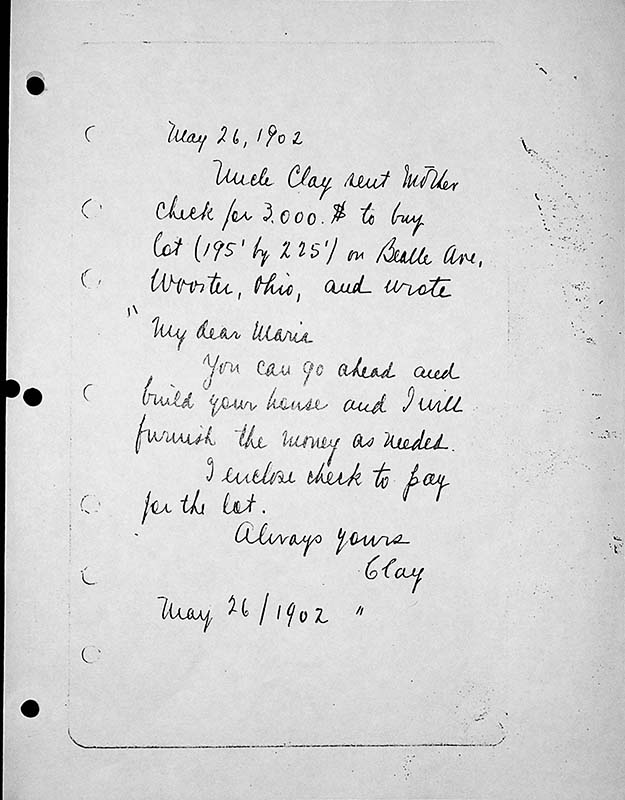 May 26, 1902
Uncle Clay sent Mother
check for 3.000.$ to buy
lot (195' by 225') on Bealle Ave,
Wooster, Ohio, and wrote
"My dear Maria
You can go ahead and
build your house and I will
furnish the money as needed.
I enclose check to pay
for the lot.
Always yours
Clay
May 26/1902 "